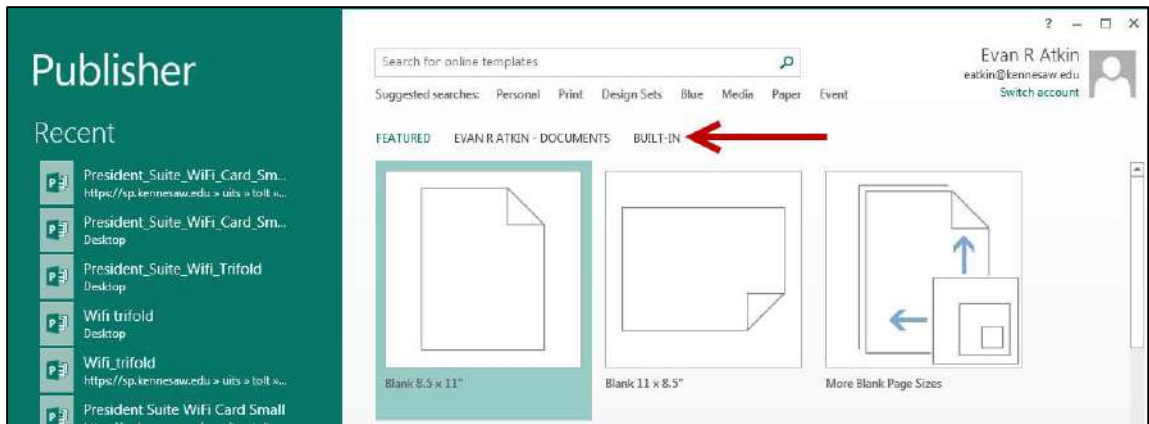 ? – □ ×
Publisher
Recent
President_Suite_WiFi_Card_Sm...
https://sp.kennesaw.edu » uits » tolt »...
President_Suite_WiFi_Card_Sm...
Desktop
President_Suite_Wifi_Trifold
Desktop
Wifi trifold
Desktop
Wifi_trifold
https://sp.kennesaw.edu » uits » tolt »...
President Suite WiFi Card Small
Search for online templates
Suggested searches: Personal Print Design Sets Blue Media Paper Event
Evan R Atkin
eatkin@kennesaw.edu
Switch account
FEATURED EVAN R ATKIN - DOCUMENTS BUILT-IN
Blank 8.5 x 11"
Blank 11 x 8.5"
More Blank Page Sizes